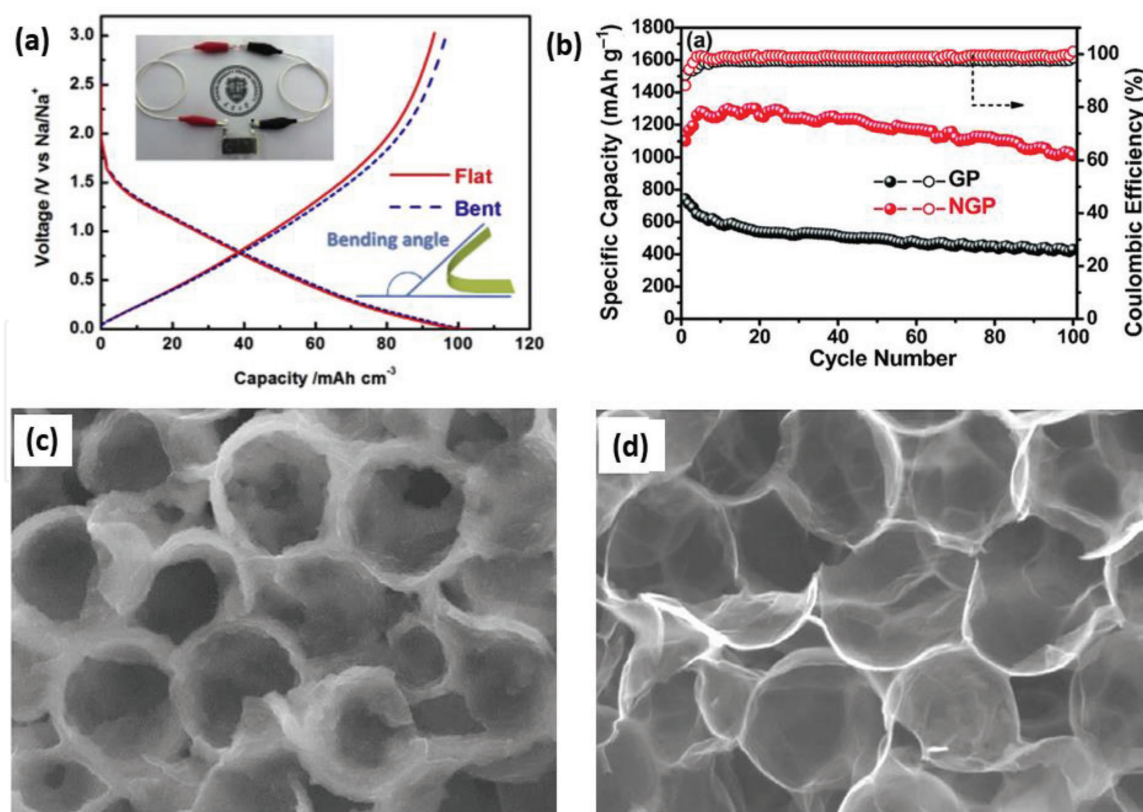 (a)
3.0
2.5
2.0
1.5
1.0
0.5
0.0
Voltage /V vs Na/Na⁺
Flat
Bent
Bending angle
0 20 40 60 80 100 120
Capacity /mAh cm⁻³
(b)
(a)
1800
1600
1400
1200
1000
800
600
400
200
0
Specific Capacity (mAh g⁻¹)
GP
NGP
100
80
60
40
20
0
Coulombic Efficiency (%)
0 20 40 60 80 100
Cycle Number
(c)
(d)